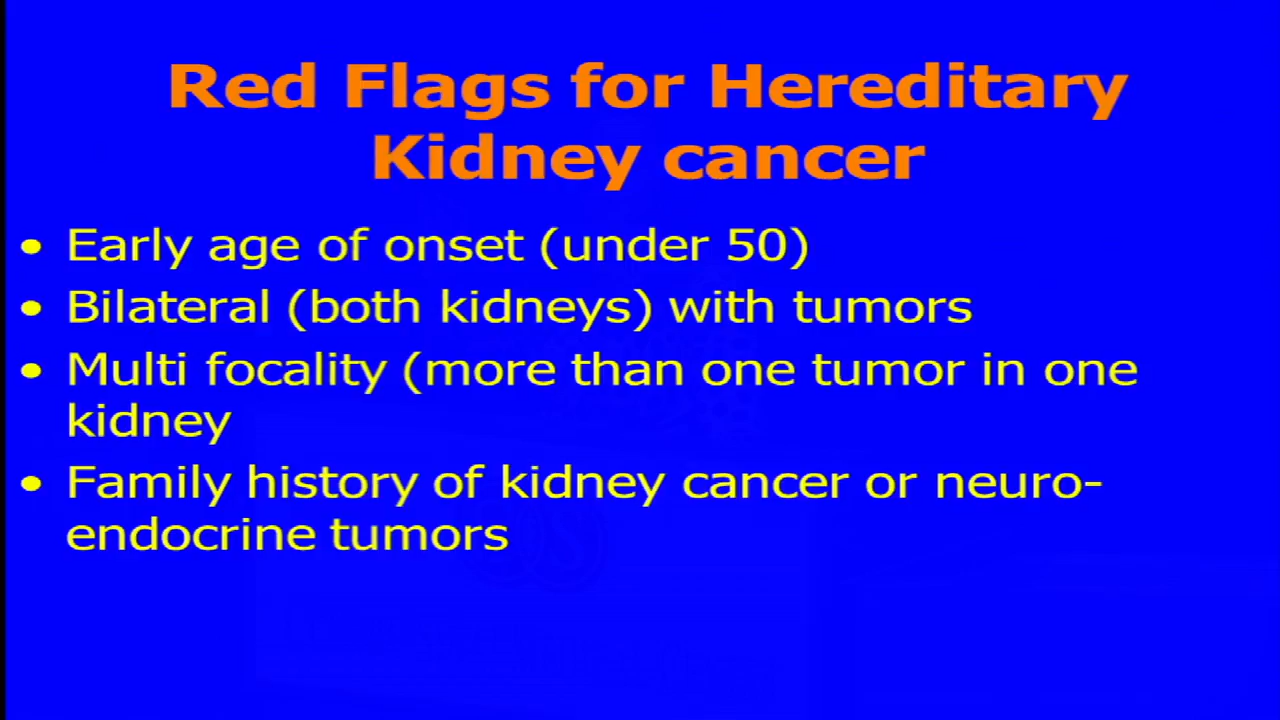 Red Flags for Hereditary
Kidney cancer
• Early age of onset (under 50)
• Bilateral (both kidneys) with tumors
• Multi focality (more than one tumor in one
kidney
• Family history of kidney cancer or neuro-
endocrine tumors